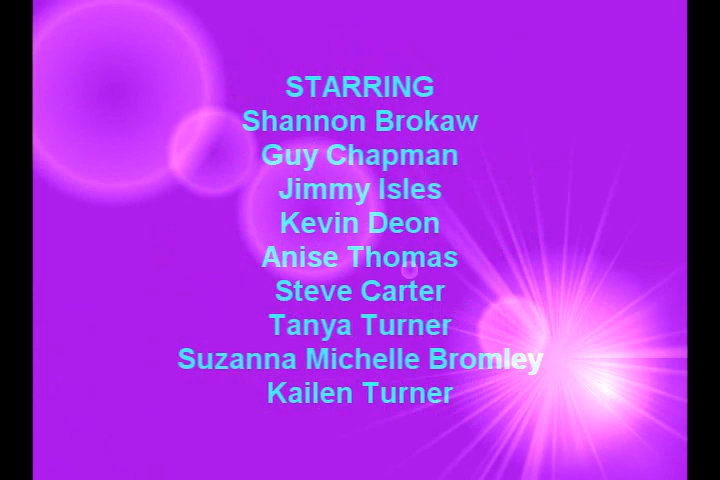 STARRING
Shannon Brokaw
Guy Chapman
Jimmy Isles
Kevin Deon
Anise Thomas
Steve Carter
Tanya Turner
Suzanna Michelle Bromley
Kailen Turner